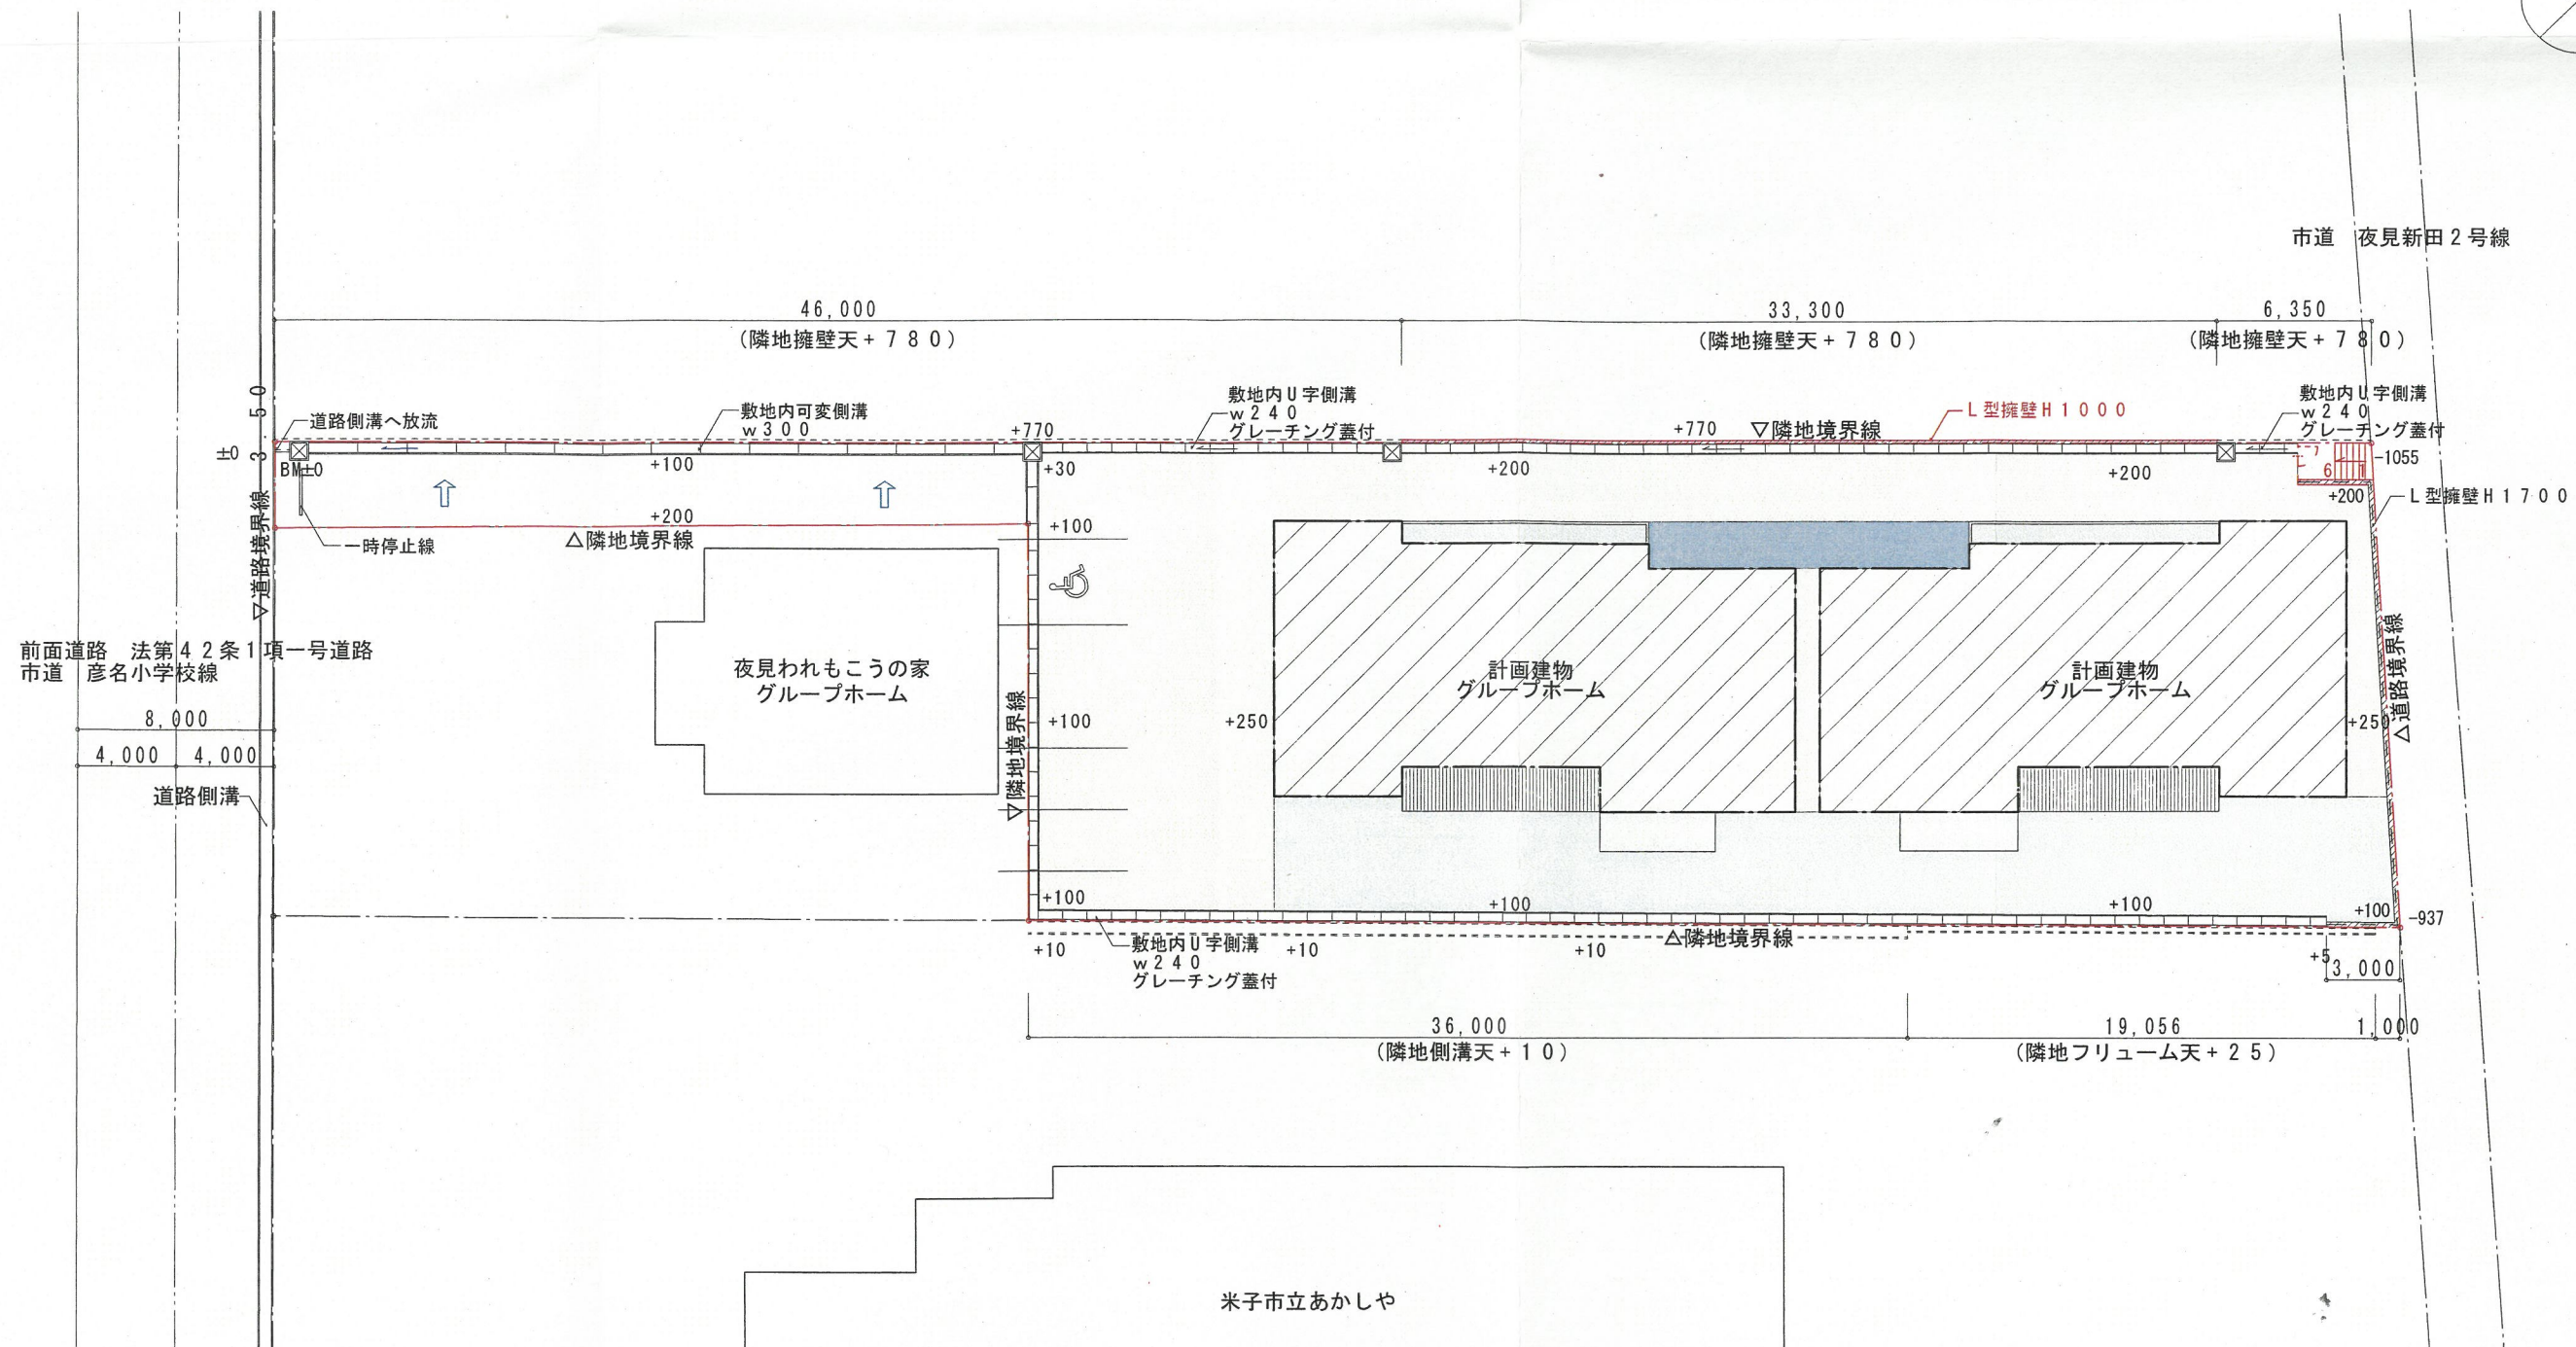 市道　夜見新田２号線
46,000
33,300
6,350
（隣地擁壁天＋７８０）
（隣地擁壁天＋７８０）
（隣地擁壁天＋７８０）
道路側溝へ放流
敷地内可変側溝
ｗ３００
敷地内Ｕ字側溝
ｗ２４０
グレーチング蓋付
Ｌ型擁壁Ｈ１０００
敷地内Ｕ字側溝
ｗ２４０
グレーチング蓋付
3.50
±0
BM±0
+100
+770
+30
+770
▽隣地境界線
+200
+200
7
6
1
-1055
+200
Ｌ型擁壁Ｈ１７００
+200
△隣地境界線
一時停止線
+100
▽道路境界線
前面道路　法第４２条１項一号道路
市道　彦名小学校線
8,000
4,000
4,000
道路側溝
夜見われもこうの家
グループホーム
▽隣地境界線
+100
+250
計画建物
グループホーム
計画建物
グループホーム
+250
△道路境界線
+100
+100
+100
+100
-937
+10
敷地内Ｕ字側溝
ｗ２４０
グレーチング蓋付
+10
+10
△隣地境界線
+5
3,000
36,000
19,056
1,000
（隣地側溝天＋１０）
（隣地フリューム天＋２５）
米子市立あかしや